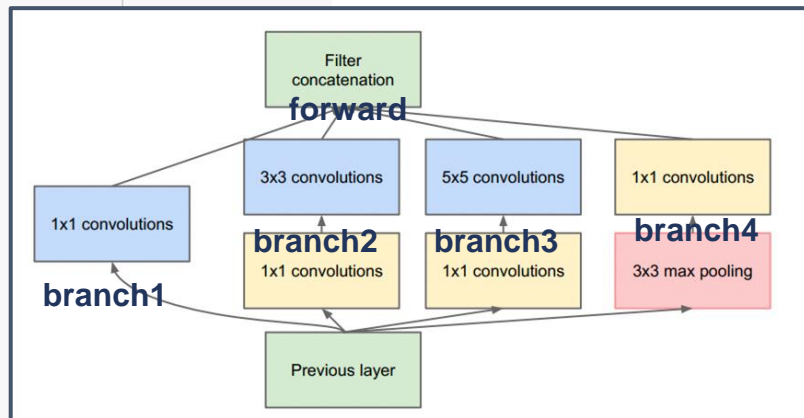 Filter
concatenation
forward
3x3 convolutions
5x5 convolutions
1x1 convolutions
1x1 convolutions
branch2
branch3
branch4
1x1 convolutions
1x1 convolutions
3x3 max pooling
branch1
Previous layer